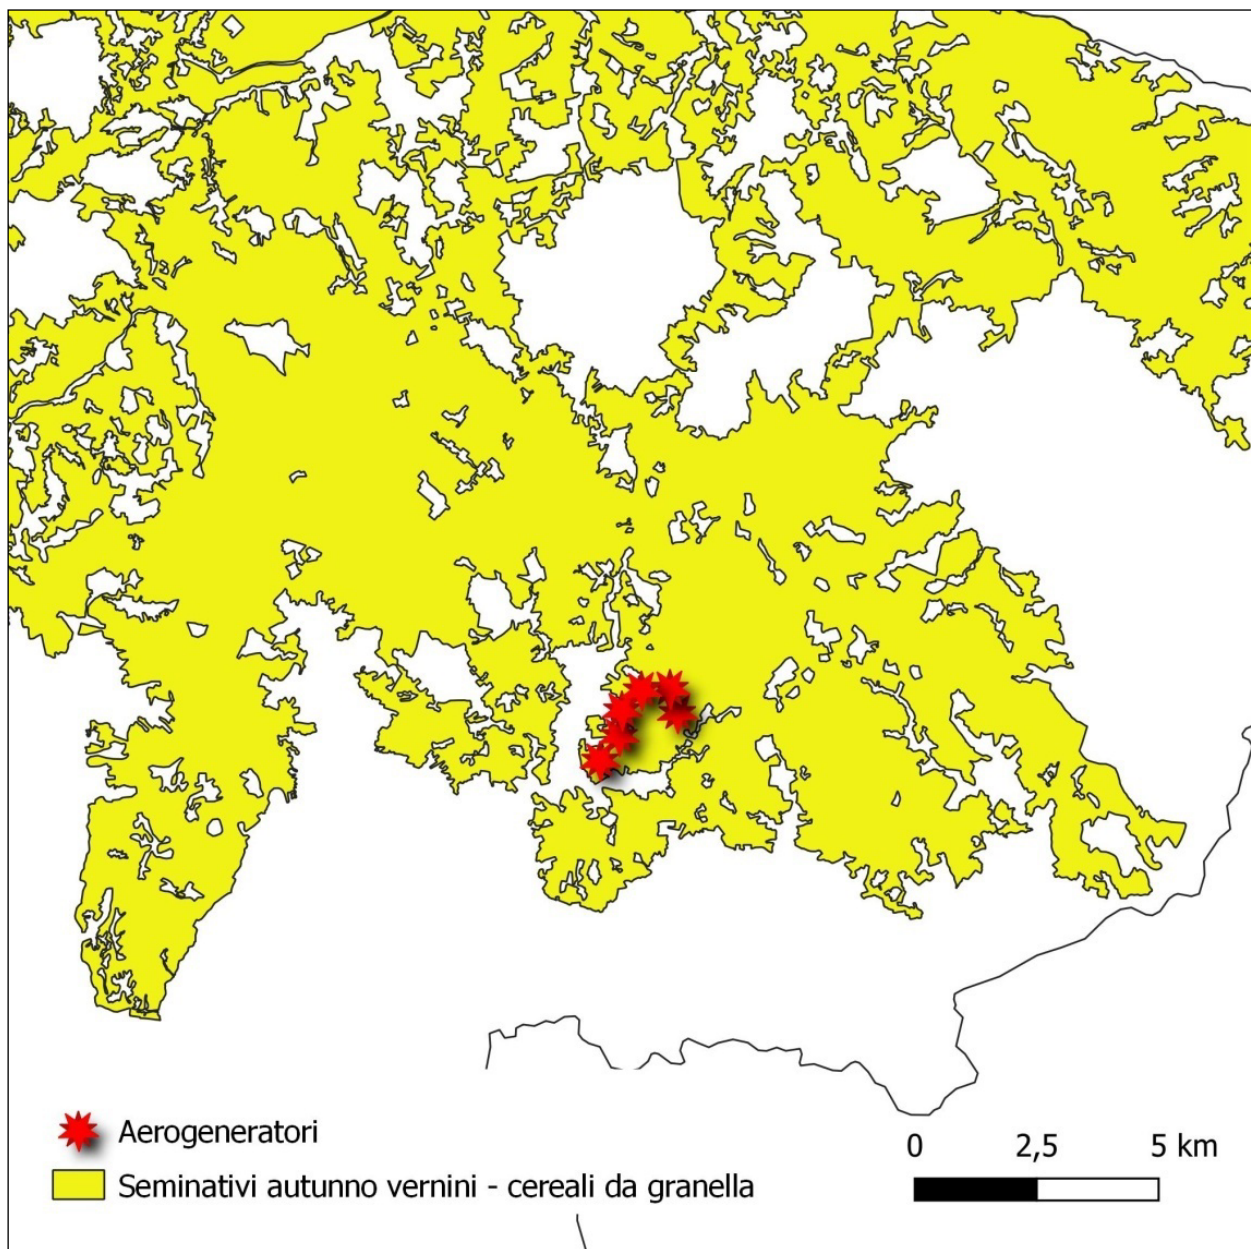 Aerogeneratori
Seminativi autunno vernini - cereali da granella
0 2,5 5 km